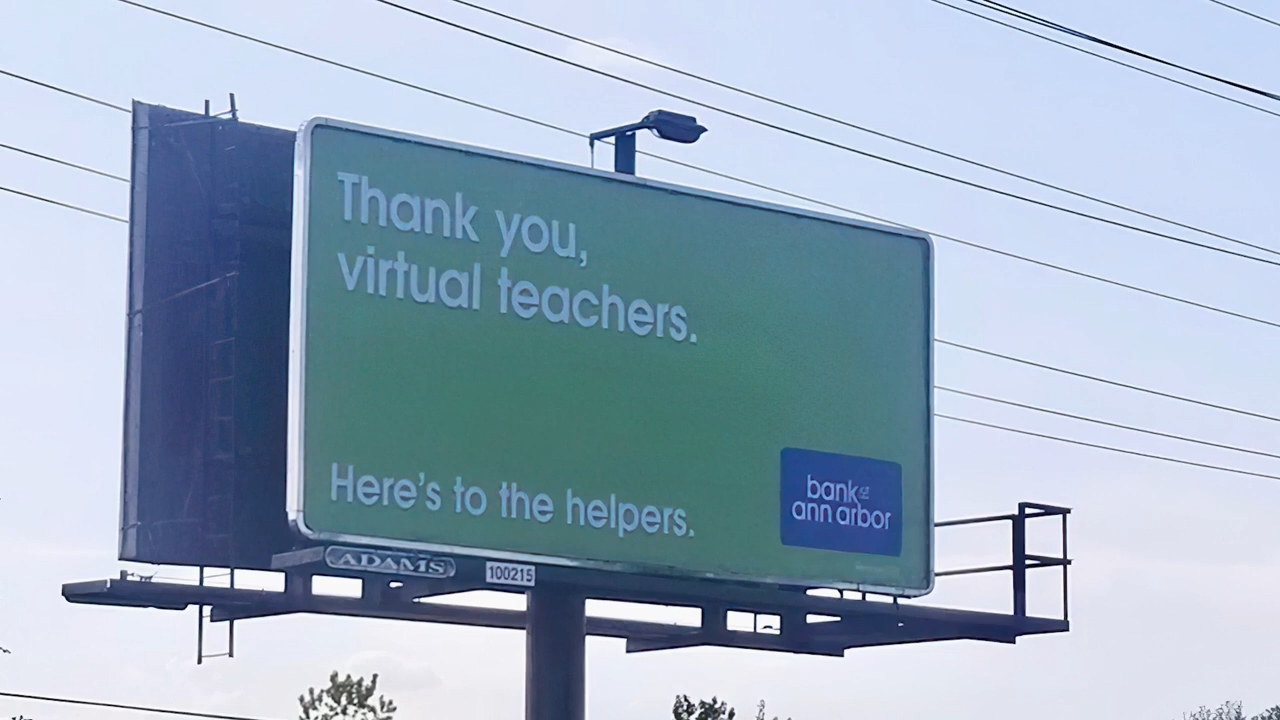 Thank you,
virtual teachers.
Here's to the helpers.
bank of
ann arbor
ADAMS
100215